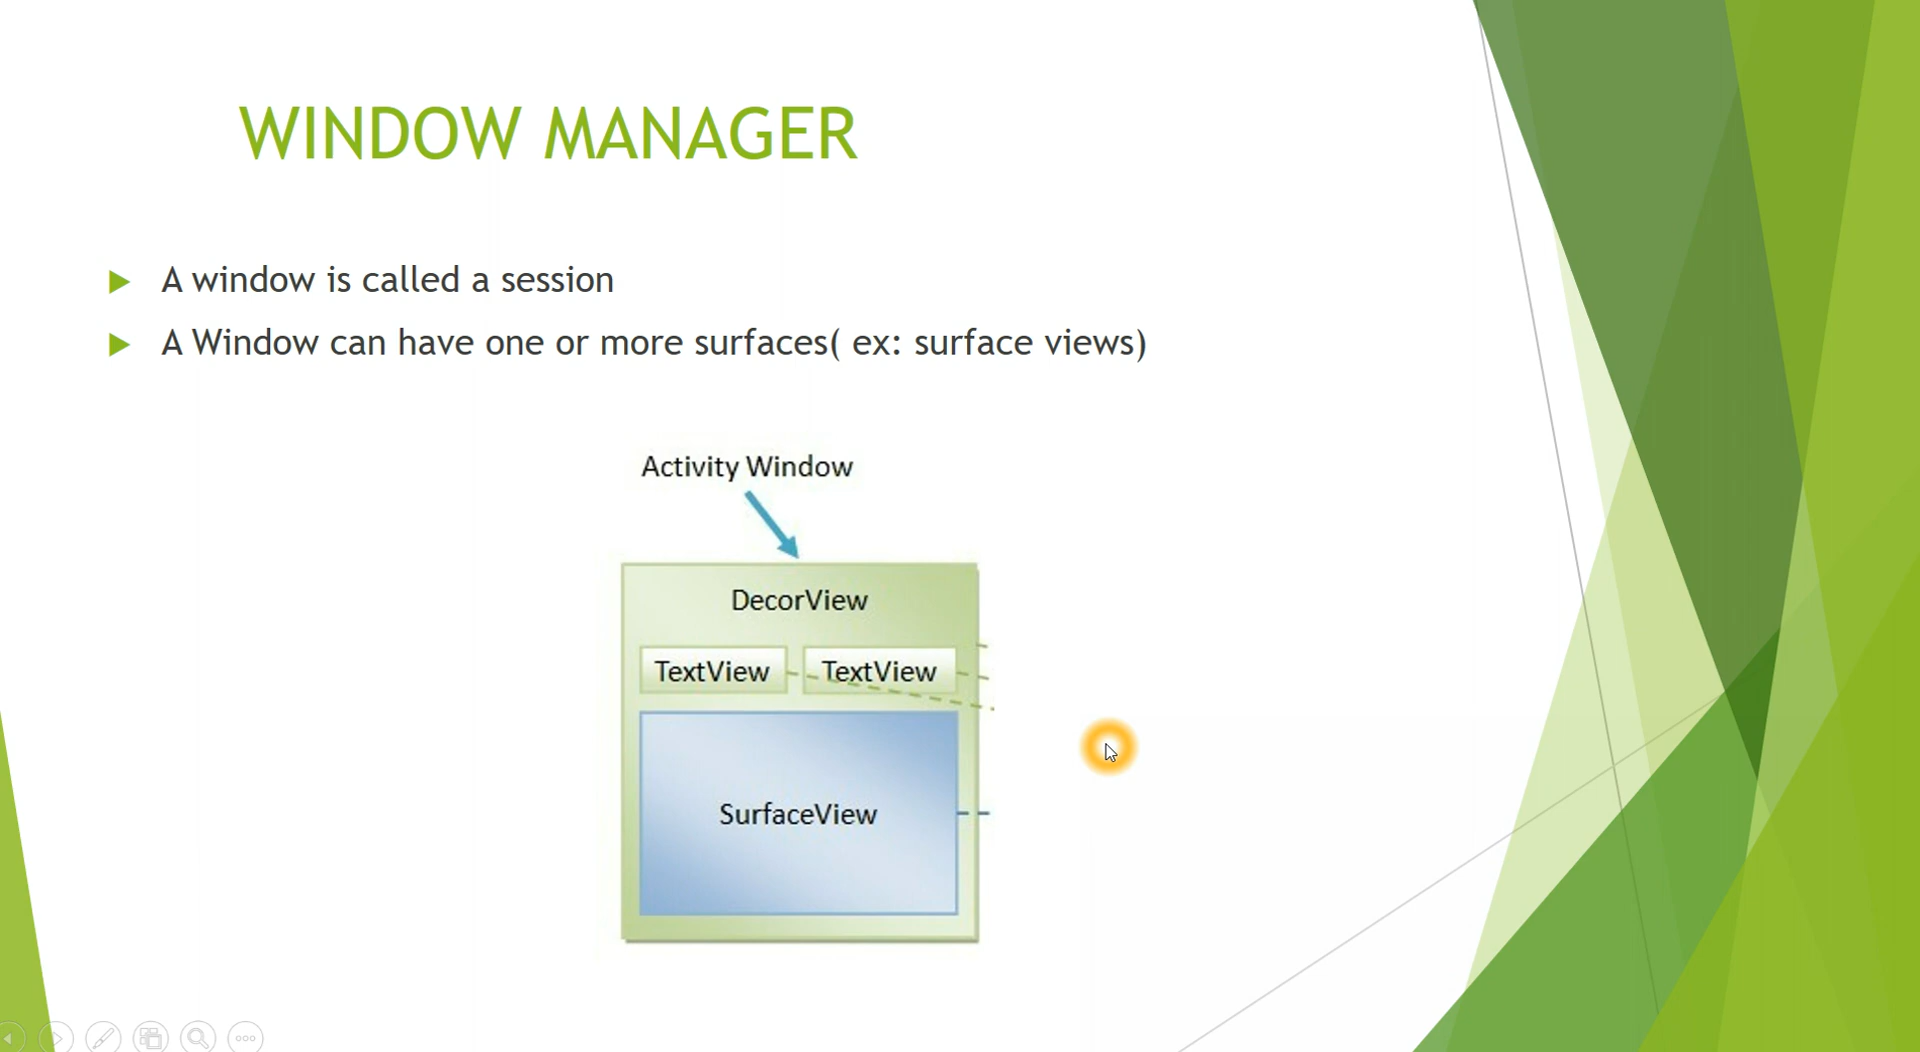 WINDOW MANAGER
A window is called a session
A Window can have one or more surfaces( ex: surface views)
Activity Window
DecorView
TextView TextView
SurfaceView